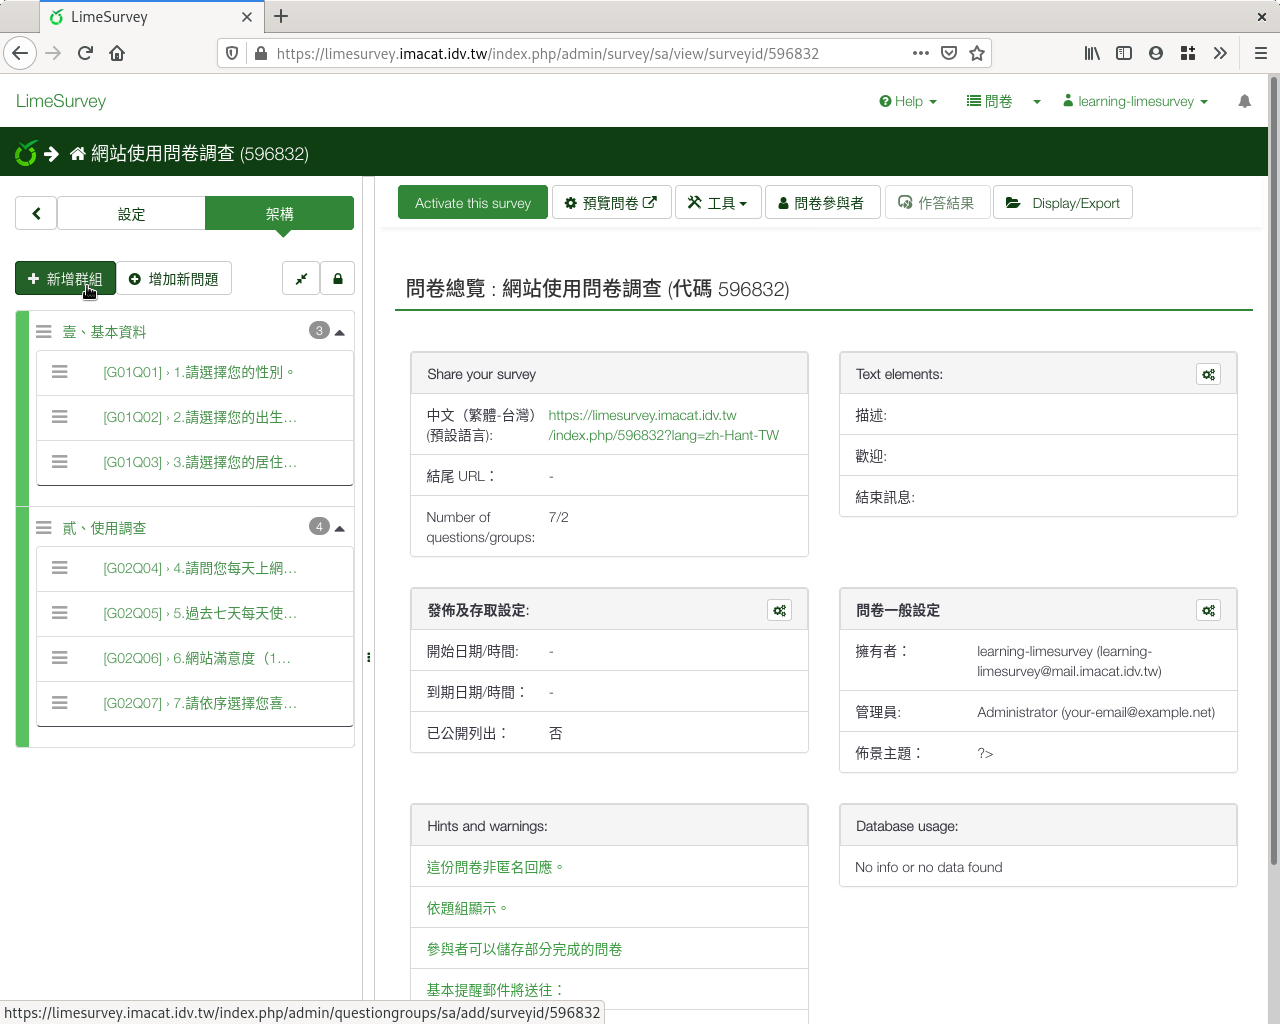 LimeSurvey
https://limesurvey.imacat.idv.tw/index.php/admin/survey/sa/view/surveyid/596832
LimeSurvey
Help
問卷
learning-limesurvey
網站使用問卷調查 (596832)
設定
架構
Activate this survey
預覽問卷
工具
問卷參與者
作答結果
Display/Export
新增群組
增加新問題
壹、基本資料
3
[G01Q01] › 1.請選擇您的性別。
[G01Q02] › 2.請選擇您的出生…
[G01Q03] › 3.請選擇您的居住…
貳、使用調查
4
[G02Q04] › 4.請問您每天上網…
[G02Q05] › 5.過去七天每天使…
[G02Q06] › 6.網站滿意度（1…
[G02Q07] › 7.請依序選擇您喜…
問卷總覽 : 網站使用問卷調查 (代碼 596832)
Share your survey
中文（繁體-台灣）
(預設語言):
https://limesurvey.imacat.idv.tw
/index.php/596832?lang=zh-Hant-TW
結尾 URL：
-
Number of
questions/groups:
7/2
Text elements:
描述:
歡迎:
結束訊息:
發佈及存取設定:
開始日期/時間:
-
到期日期/時間：
-
已公開列出：
否
問卷一般設定
擁有者：
learning-limesurvey (learning-
limesurvey@mail.imacat.idv.tw)
管理員:
Administrator (your-email@example.net)
佈景主題：
?>
Hints and warnings:
這份問卷非匿名回應。
依題組顯示。
參與者可以儲存部分完成的問卷
基本提醒郵件將送往：
Database usage:
No info or no data found
https://limesurvey.imacat.idv.tw/index.php/admin/questiongroups/sa/add/surveyid/596832